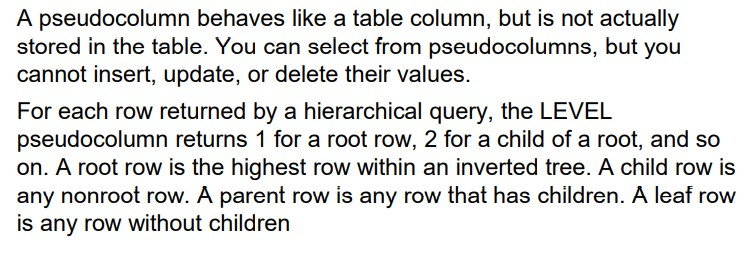 A pseudocolumn behaves like a table column, but is not actually
stored in the table. You can select from pseudocolumns, but you
cannot insert, update, or delete their values.
For each row returned by a hierarchical query, the LEVEL
pseudocolumn returns 1 for a root row, 2 for a child of a root, and so
on. A root row is the highest row within an inverted tree. A child row is
any nonroot row. A parent row is any row that has children. A leaf row
is any row without children